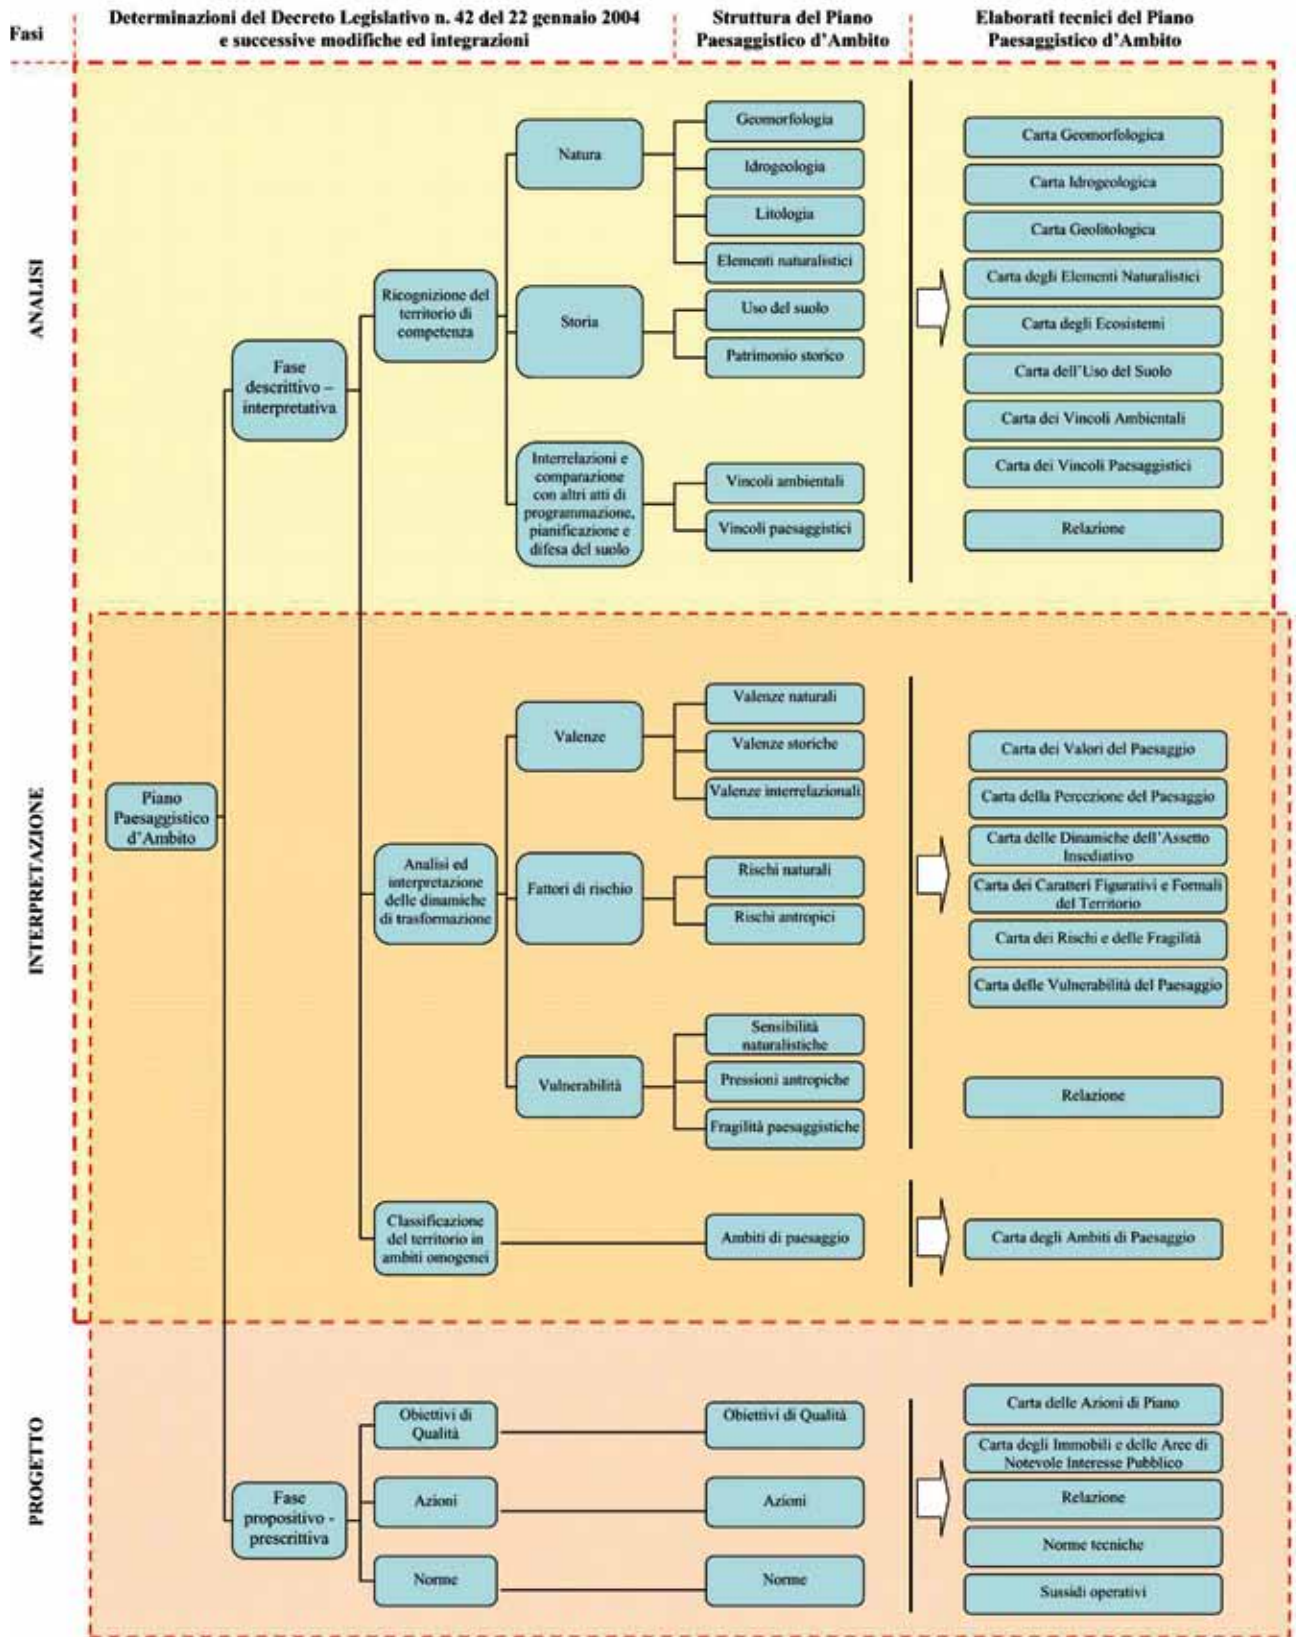 Fasi
Determinazioni del Decreto Legislativo n. 42 del 22 gennaio 2004
e successive modifiche ed integrazioni
Struttura del Piano
Paesaggistico d'Ambito
Elaborati tecnici del Piano
Paesaggistico d'Ambito
ANALISI
Fase
descrittivo –
interpretativa
Ricognizione del
territorio di
competenza
Natura
Geomorfologia
Idrogeologia
Litologia
Elementi naturalistici
Storia
Uso del suolo
Patrimonio storico
Interrelazioni e
comparazione
con altri atti di
programmazione,
pianificazione e
difesa del suolo
Vincoli ambientali
Vincoli paesaggistici
Carta Geomorfologica
Carta Idrogeologica
Carta Geolitologica
Carta degli Elementi Naturalistici
Carta degli Ecosistemi
Carta dell'Uso del Suolo
Carta dei Vincoli Ambientali
Carta dei Vincoli Paesaggistici
Relazione
INTERPRETAZIONE
Piano
Paesaggistico
d'Ambito
Analisi ed
interpretazione
delle dinamiche
di trasformazione
Valenze
Valenze naturali
Valenze storiche
Valenze interrelazionali
Fattori di rischio
Rischi naturali
Rischi antropici
Vulnerabilità
Sensibilità
naturalistiche
Pressioni antropiche
Fragilità paesaggistiche
Carta dei Valori del Paesaggio
Carta della Percezione del Paesaggio
Carta delle Dinamiche dell'Assetto
Insediativo
Carta dei Caratteri Figurativi e Formali
del Territorio
Carta dei Rischi e delle Fragilità
Carta delle Vulnerabilità del Paesaggio
Relazione
Classificazione
del territorio in
ambiti omogenei
Ambiti di paesaggio
Carta degli Ambiti di Paesaggio
PROGETTO
Fase
propositivo -
prescrittiva
Obiettivi di
Qualità
Obiettivi di Qualità
Azioni
Azioni
Norme
Norme
Carta delle Azioni di Piano
Carta degli Immobili e delle Aree di
Notevole Interesse Pubblico
Relazione
Norme tecniche
Sussidi operativi